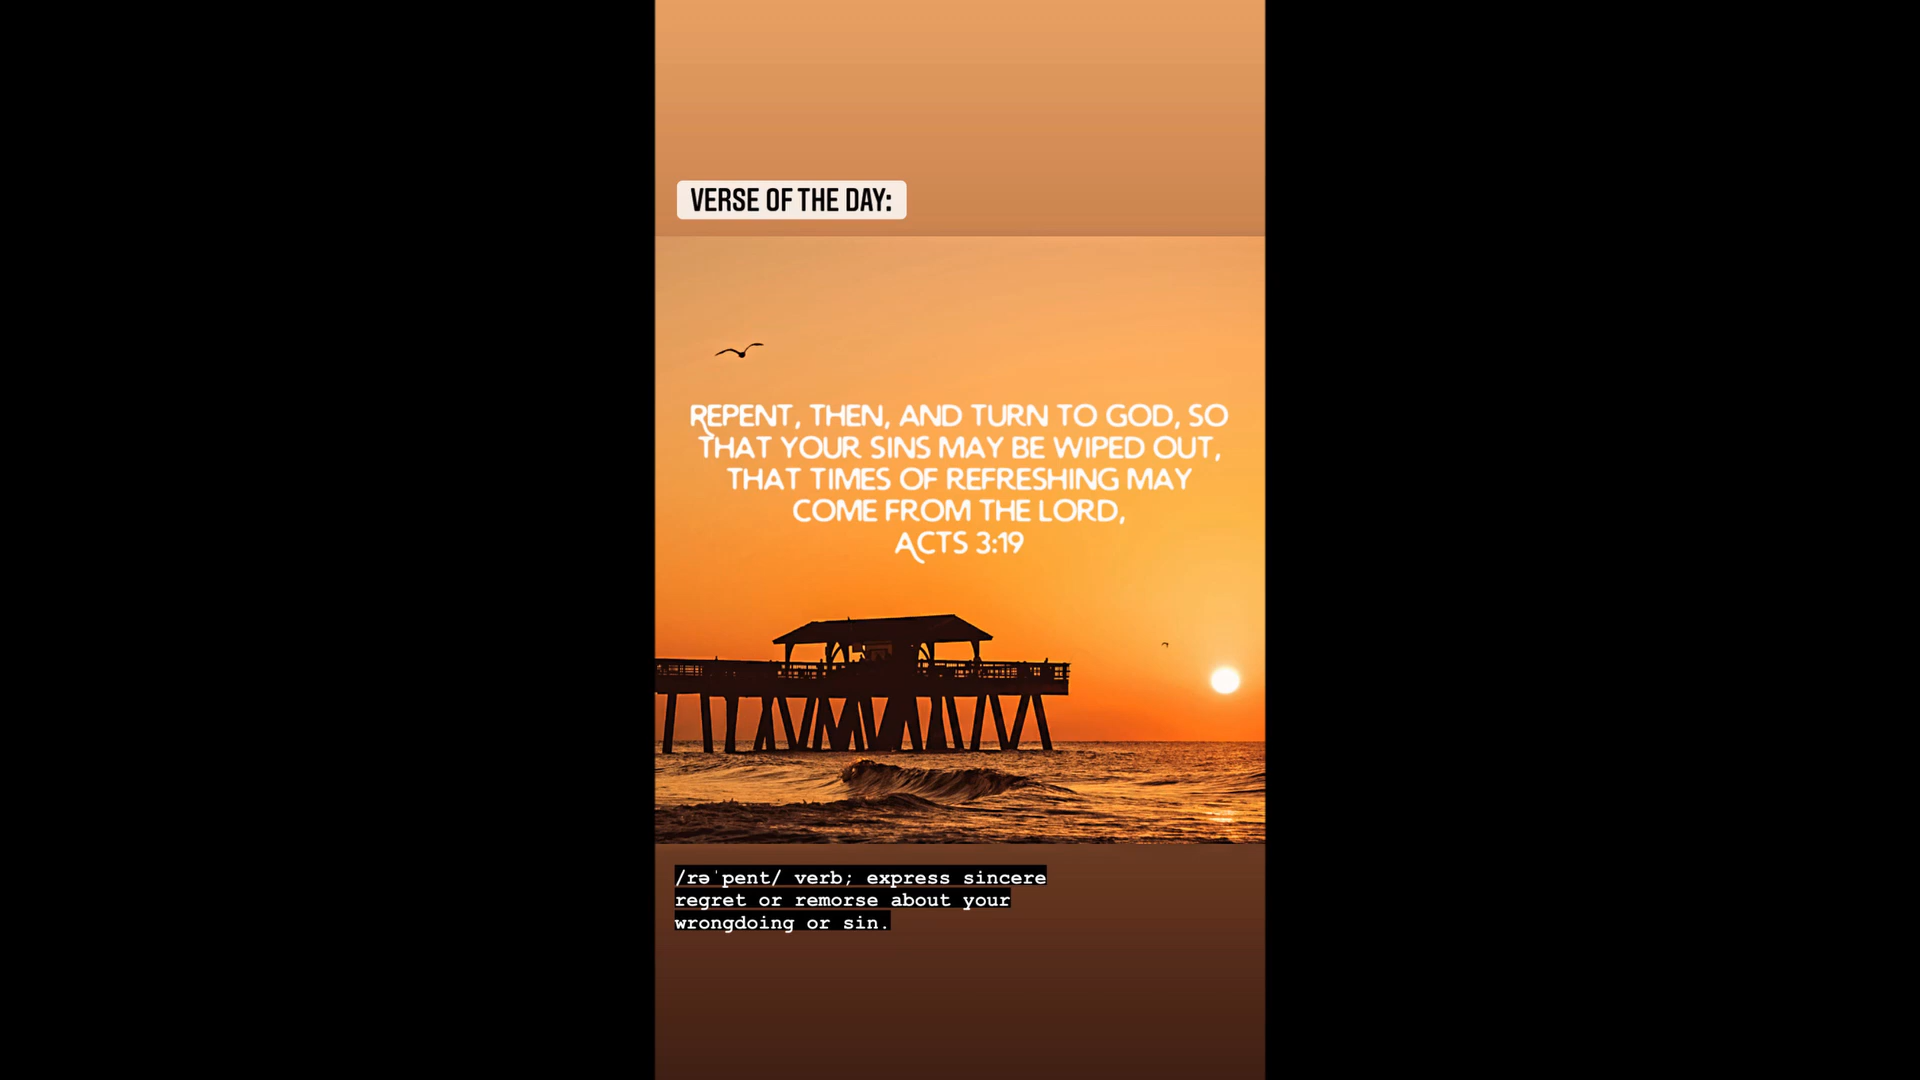 VERSE OF THE DAY:
REPENT, THEN, AND TURN TO GOD, SO
THAT YOUR SINS MAY BE WIPED OUT,
THAT TIMES OF REFRESHING MAY
COME FROM THE LORD,
ACTS 3:19
/rəˈpent/ verb; express sincere
regret or remorse about your
wrongdoing or sin.